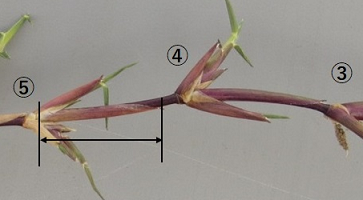 ⑤ ④ ③